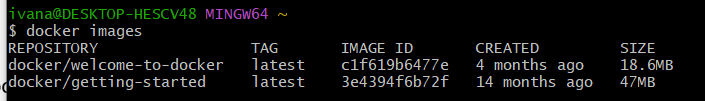 ivana@DESKTOP-HESCV48 MINGW64 ~
$ docker images
REPOSITORY TAG IMAGE ID CREATED SIZE
docker/welcome-to-docker latest c1f619b6477e 4 months ago 18.6MB
docker/getting-started latest 3e4394f6b72f 14 months ago 47MB